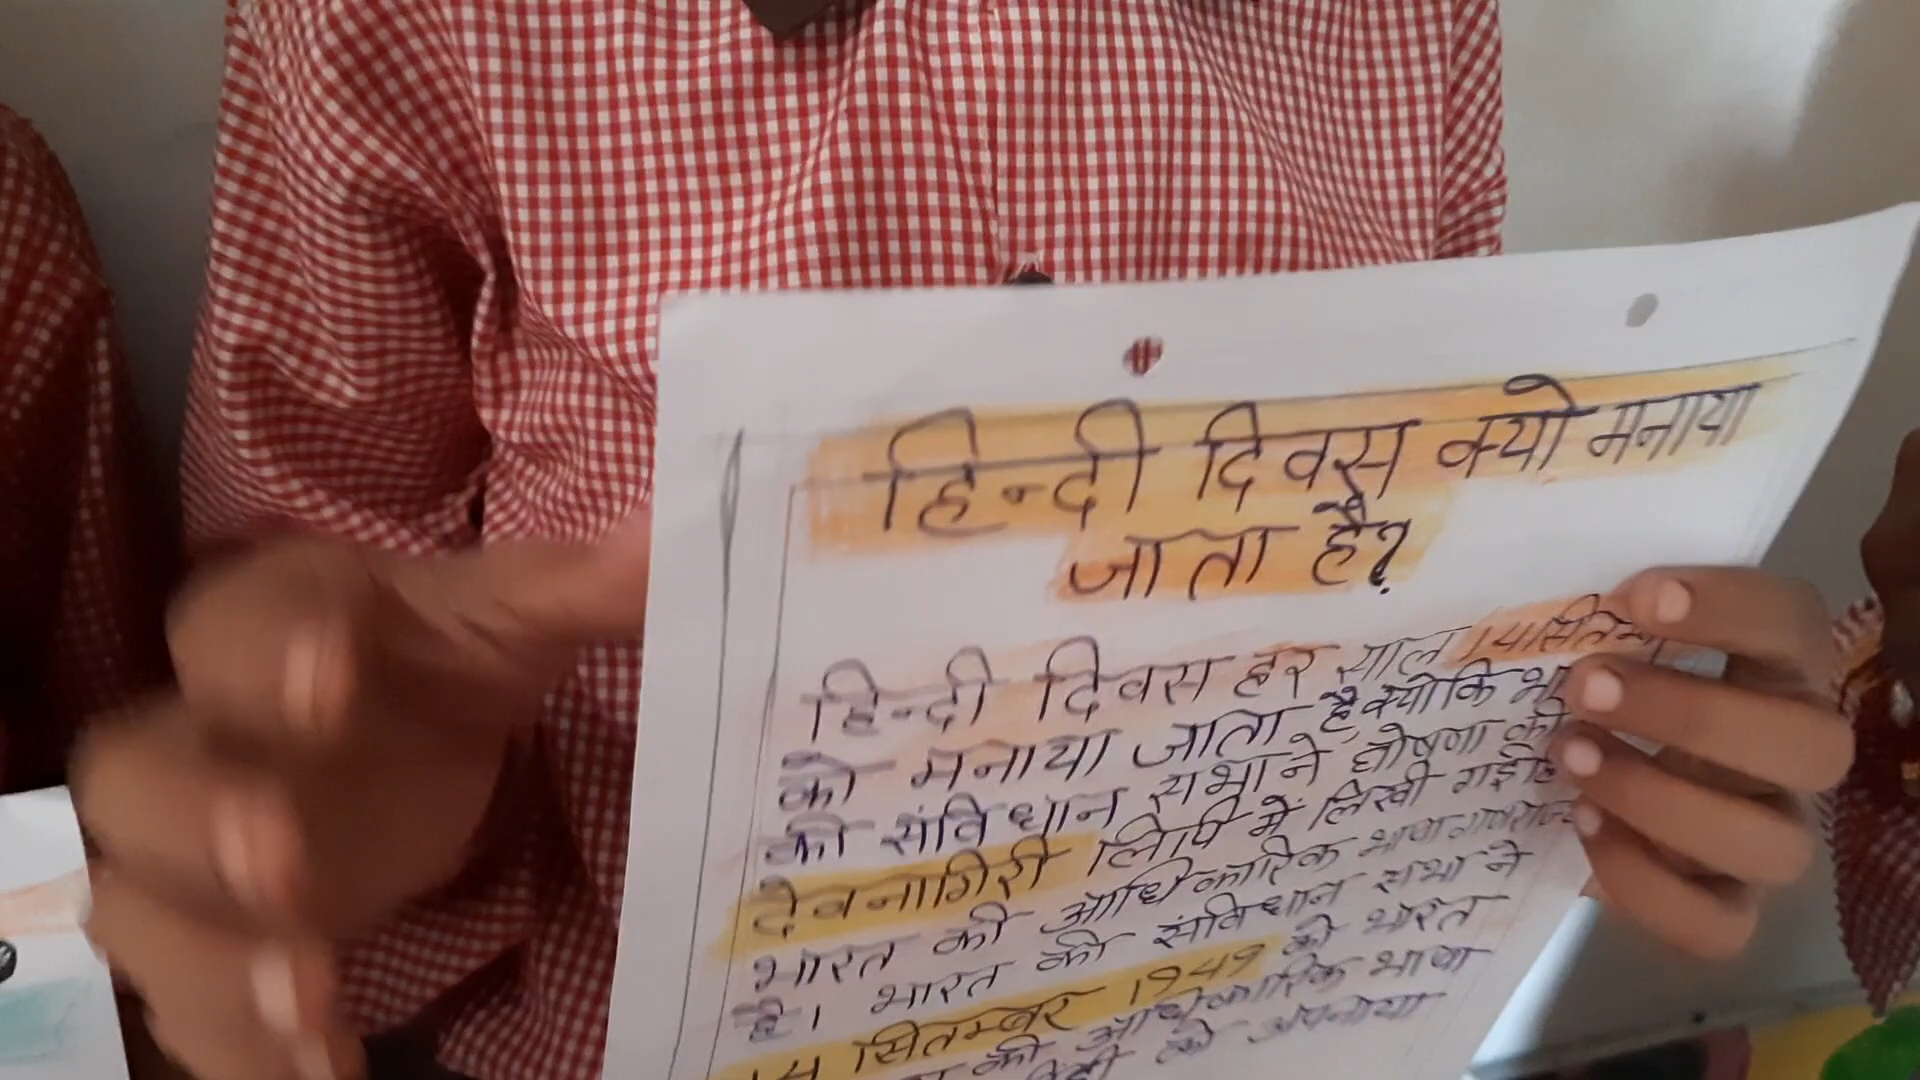 हिन्दी दिवस क्यो मनाया
जाता है?
हिन्दी दिवस हर साल 14 सितम्ब
को मनाया जाता है क्योकि भा
की संविधान सभा ने घोषणा की
देवनागिरी लिपि में लिखी गई हि
भारत की आधिकारिक भाषा
है। भारत की संविधान सभा ने
14 सितम्बर 1949 को भारत
की आधिकारिक भाषा
को अपनाया